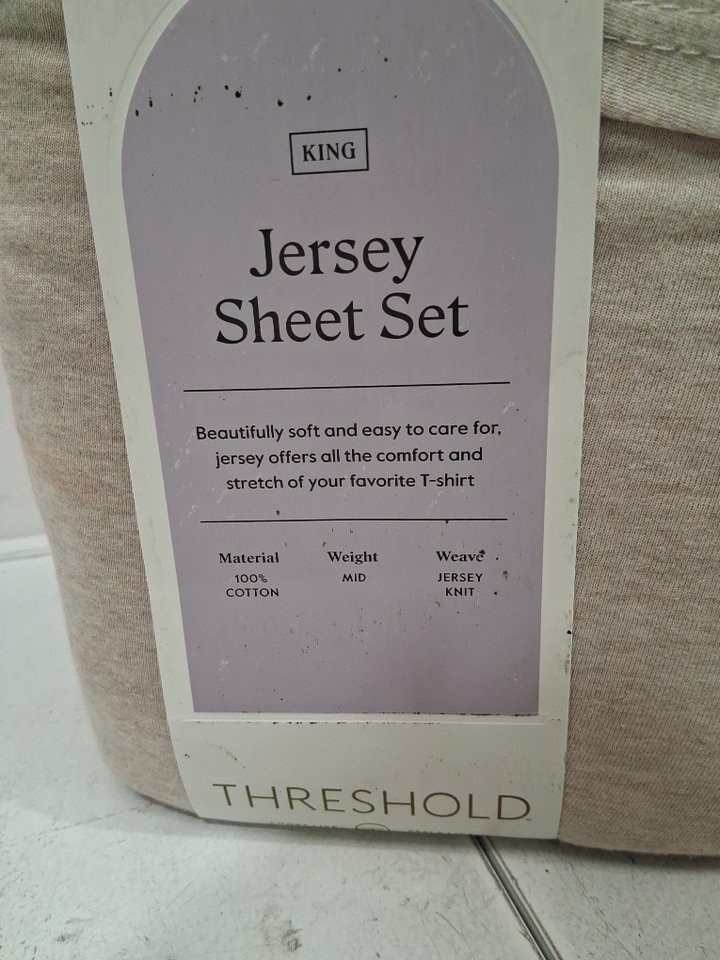 KING
Jersey
Sheet Set
Beautifully soft and easy to care for,
jersey offers all the comfort and
stretch of your favorite T-shirt
Material Weight Weave
100% MID JERSEY
COTTON KNIT
THRESHOLD